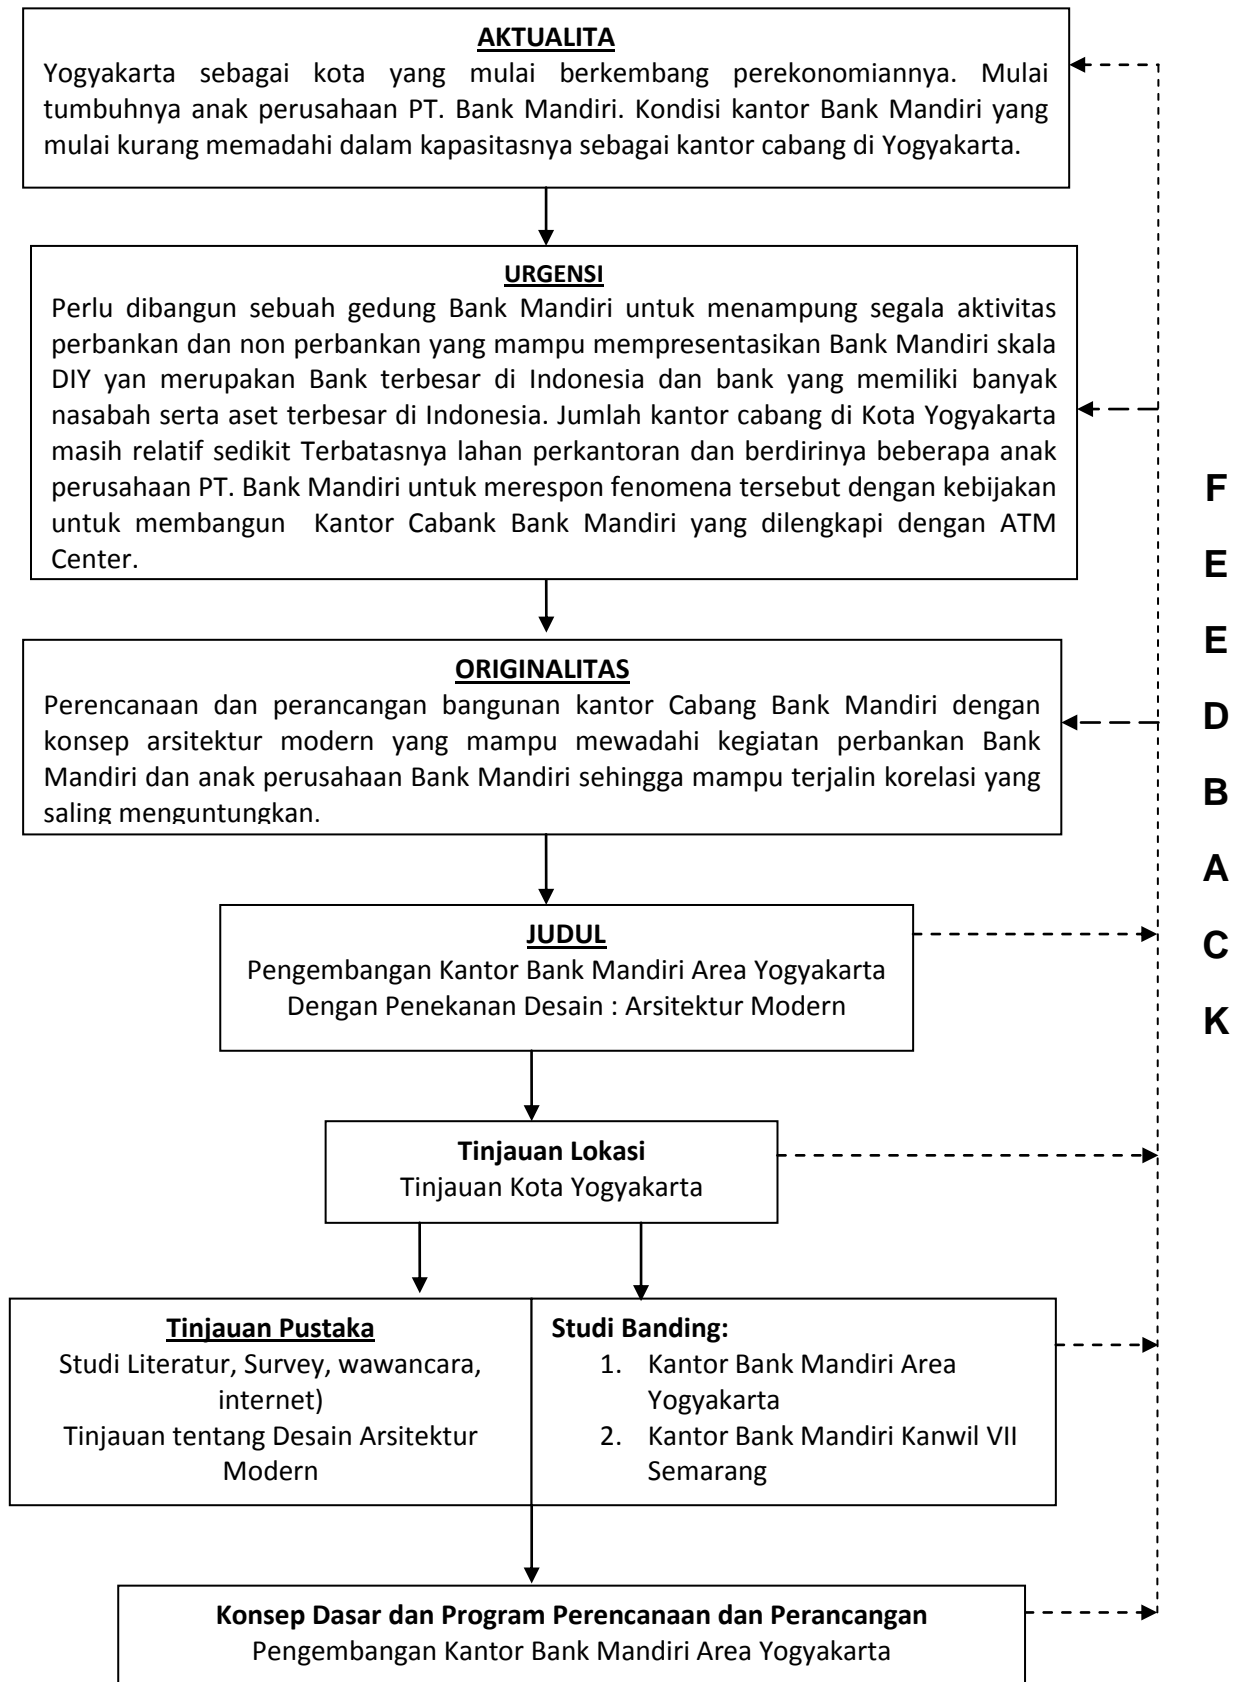 AKTUALITA
Yogyakarta sebagai kota yang mulai berkembang perekonomiannya. Mulai
tumbuhnya anak perusahaan PT. Bank Mandiri. Kondisi kantor Bank Mandiri yang
mulai kurang memadahi dalam kapasitasnya sebagai kantor cabang di Yogyakarta.
URGENSI
Perlu dibangun sebuah gedung Bank Mandiri untuk menampung segala aktivitas
perbankan dan non perbankan yang mampu mempresentasikan Bank Mandiri skala
DIY yan merupakan Bank terbesar di Indonesia dan bank yang memiliki banyak
nasabah serta aset terbesar di Indonesia. Jumlah kantor cabang di Kota Yogyakarta
masih relatif sedikit Terbatasnya lahan perkantoran dan berdirinya beberapa anak
perusahaan PT. Bank Mandiri untuk merespon fenomena tersebut dengan kebijakan
untuk membangun Kantor Cabank Bank Mandiri yang dilengkapi dengan ATM
Center.
ORIGINALITAS
Perencanaan dan perancangan bangunan kantor Cabang Bank Mandiri dengan
konsep arsitektur modern yang mampu mewadahi kegiatan perbankan Bank
Mandiri dan anak perusahaan Bank Mandiri sehingga mampu terjalin korelasi yang
saling menguntungkan.
JUDUL
Pengembangan Kantor Bank Mandiri Area Yogyakarta
Dengan Penekanan Desain : Arsitektur Modern
Tinjauan Lokasi
Tinjauan Kota Yogyakarta
Tinjauan Pustaka
Studi Literatur, Survey, wawancara,
internet)
Tinjauan tentang Desain Arsitektur
Modern
Studi Banding:
1. Kantor Bank Mandiri Area
Yogyakarta
2. Kantor Bank Mandiri Kanwil VII
Semarang
Konsep Dasar dan Program Perencanaan dan Perancangan
Pengembangan Kantor Bank Mandiri Area Yogyakarta
F
E
E
D
B
A
C
K